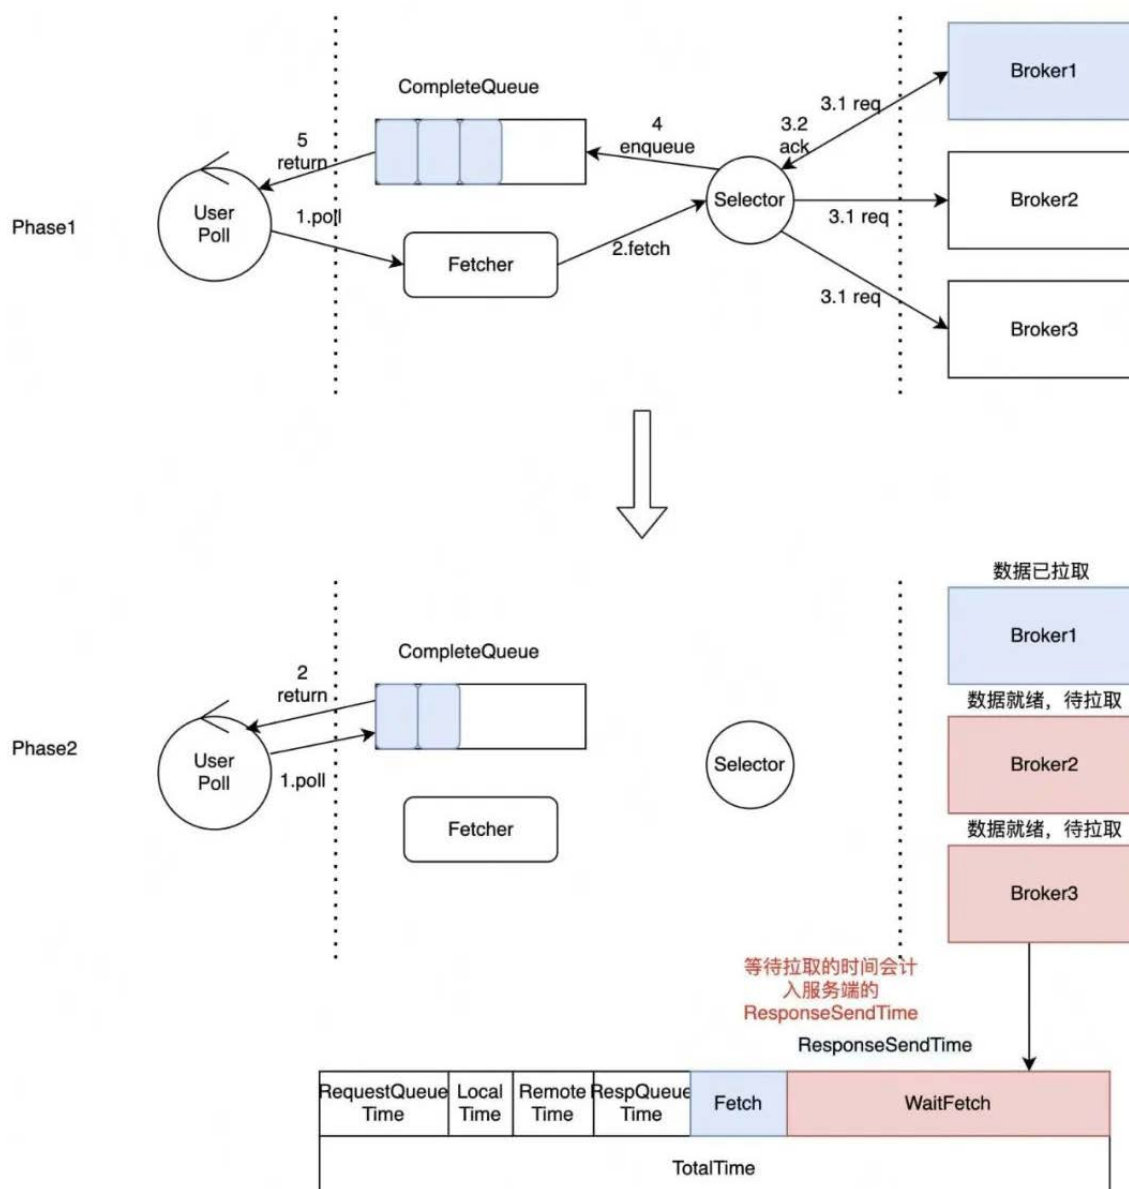 Broker1
CompleteQueue
5
return
4
enqueue
3.2
ack
3.1 req
User
Poll
Selector
Broker2
Phase1
1.poll
3.1 req
Fetcher
2.fetch
3.1 req
Broker3
数据已拉取
Broker1
CompleteQueue
2
return
数据就绪，待拉取
Phase2
User
Poll
1.poll
Selector
Broker2
Fetcher
数据就绪，待拉取
Broker3
等待拉取的时间会计
入服务端的
ResponseSendTime
ResponseSendTime
RequestQueue
Time
Local
Time
Remote
Time
RespQueue
Time
Fetch
WaitFetch
TotalTime